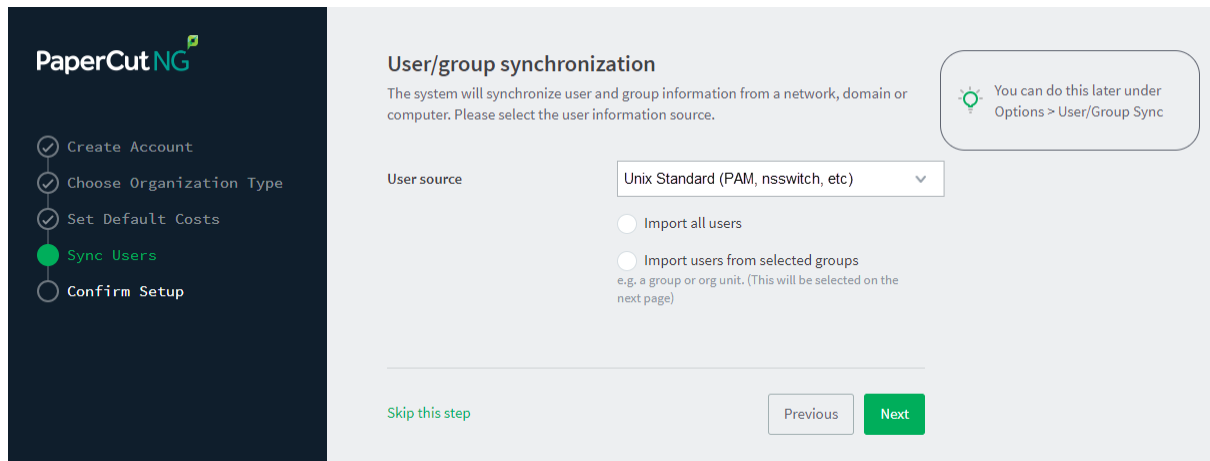 PaperCut NG
Create Account
Choose Organization Type
Set Default Costs
Sync Users
Confirm Setup
User/group synchronization
The system will synchronize user and group information from a network, domain or
computer. Please select the user information source.
You can do this later under
Options > User/Group Sync
User source
Unix Standard (PAM, nsswitch, etc)
Import all users
Import users from selected groups
e.g. a group or org unit. (This will be selected on the
next page)
Skip this step
Previous
Next